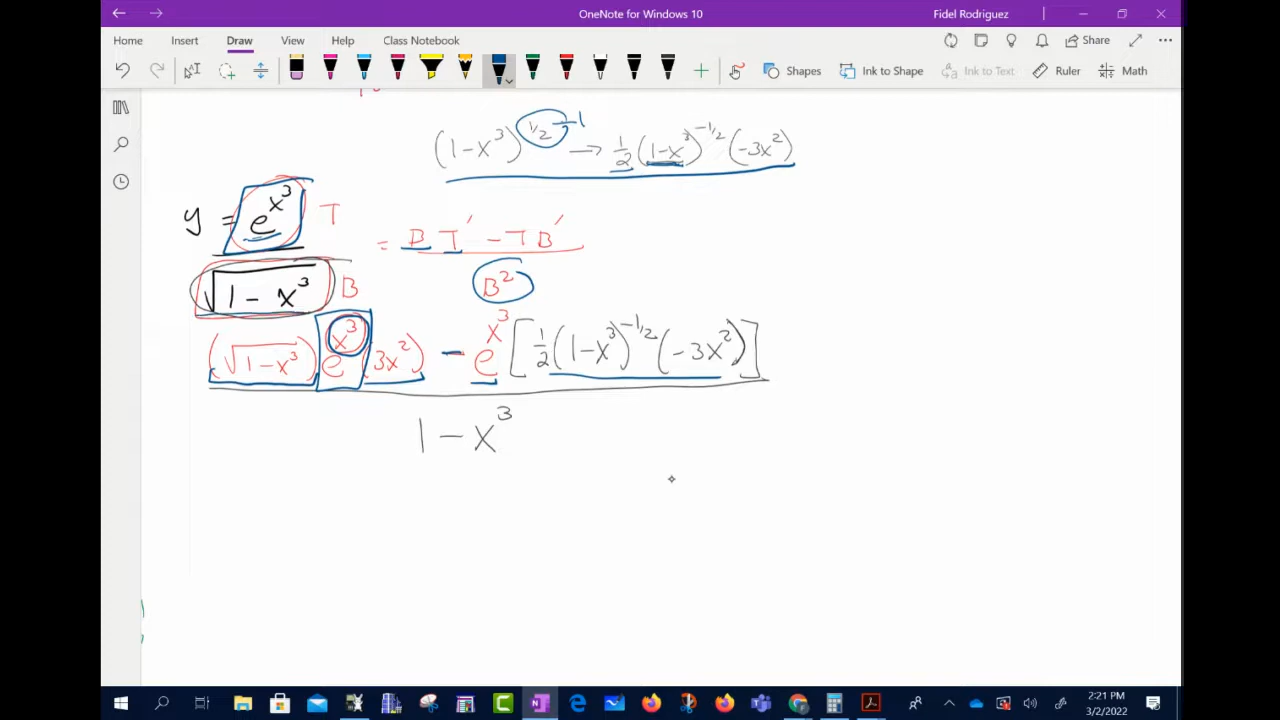 OneNote for Windows 10
Fidel Rodriguez
Home Insert Draw View Help Class Notebook
Share
Shapes Ink to Shape Ink to Text Ruler Math
(1-x³)^½ -1 → ½(1-x³)^-½ (-3x²)
y = e^x³ T
√1-x³ B
= B T' - T B'
B²
(√1-x³) e^x³ (3x²) - e^x³ [½(1-x³)^-½ (-3x²)]
1-x³
2:21 PM
3/2/2022